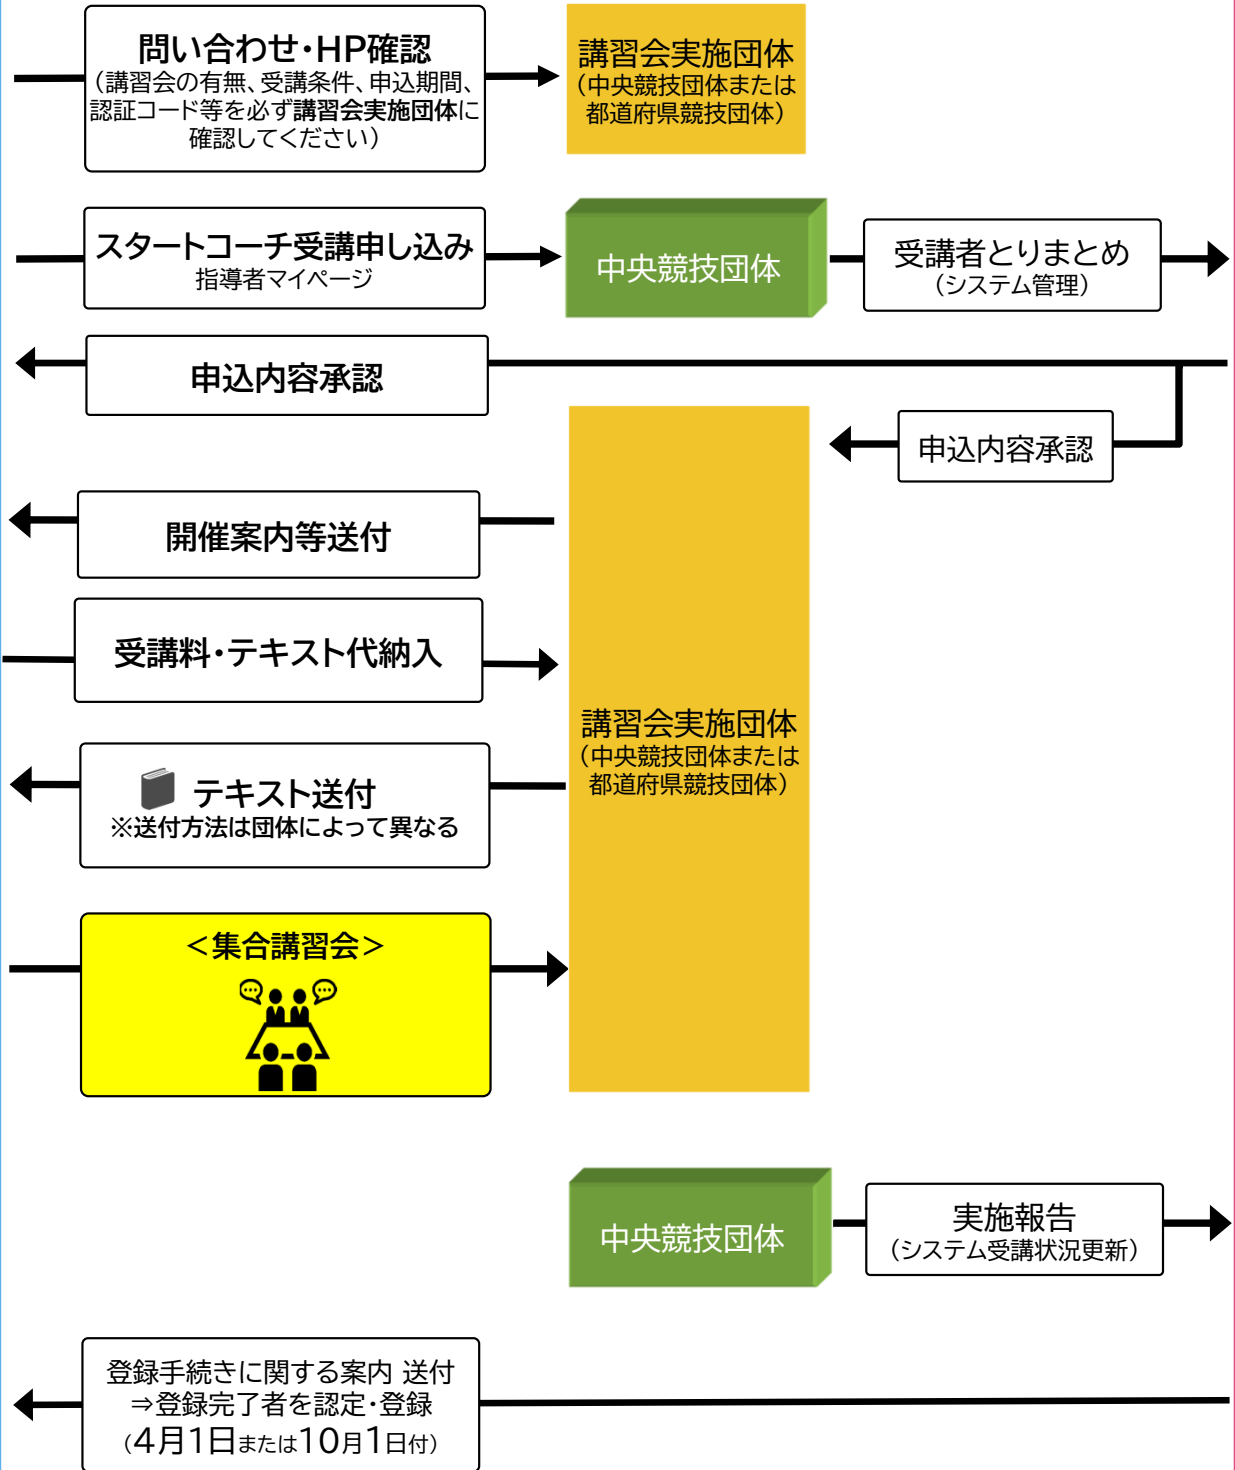 問い合わせ・HP確認
（講習会の有無、受講条件、申込期間、
認証コード等を必ず講習会実施団体に
確認してください）
講習会実施団体
（中央競技団体または
都道府県競技団体）
スタートコーチ受講申し込み
指導者マイページ
中央競技団体
受講者とりまとめ
（システム管理）
申込内容承認
申込内容承認
開催案内等送付
受講料・テキスト代納入
講習会実施団体
（中央競技団体または
都道府県競技団体）
テキスト送付
※送付方法は団体によって異なる
＜集合講習会＞
中央競技団体
実施報告
（システム受講状況更新）
登録手続きに関する案内 送付
⇒登録完了者を認定・登録
（4月1日または10月1日付）